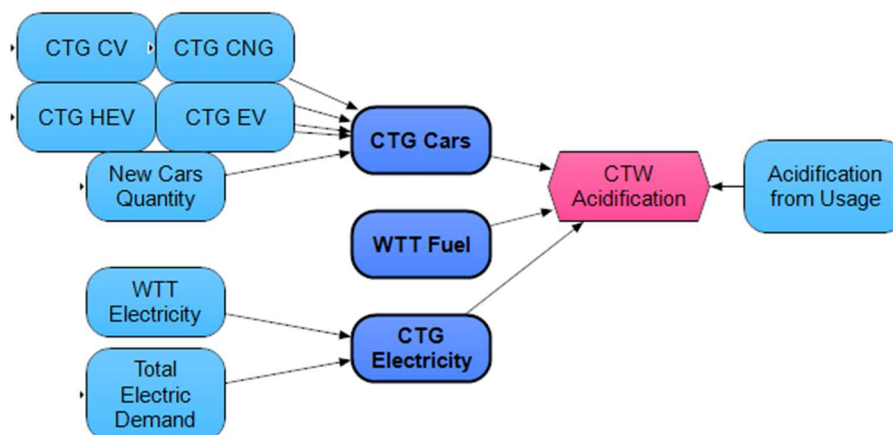 CTG CV
CTG CNG
CTG HEV
CTG EV
New Cars
Quantity
CTG Cars
CTW
Acidification
Acidification
from Usage
WTT Fuel
WTT
Electricity
CTG
Electricity
Total
Electric
Demand